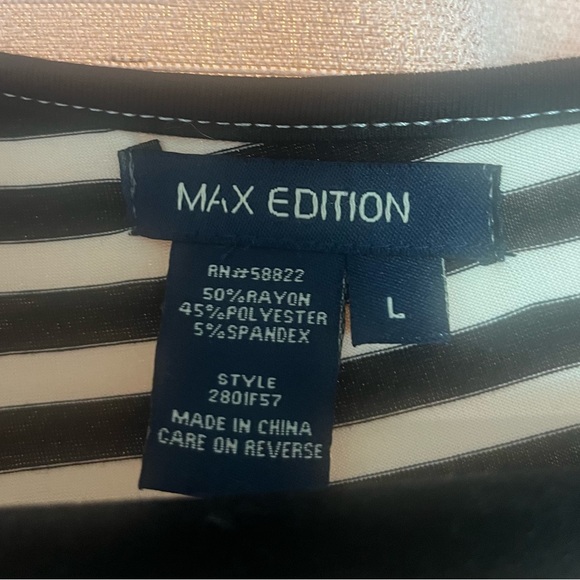 MAX EDITION
RN#58822
50%RAYON
45%POLYESTER
5%SPANDEX
L
STYLE
2801F57
MADE IN CHINA
CARE ON REVERSE